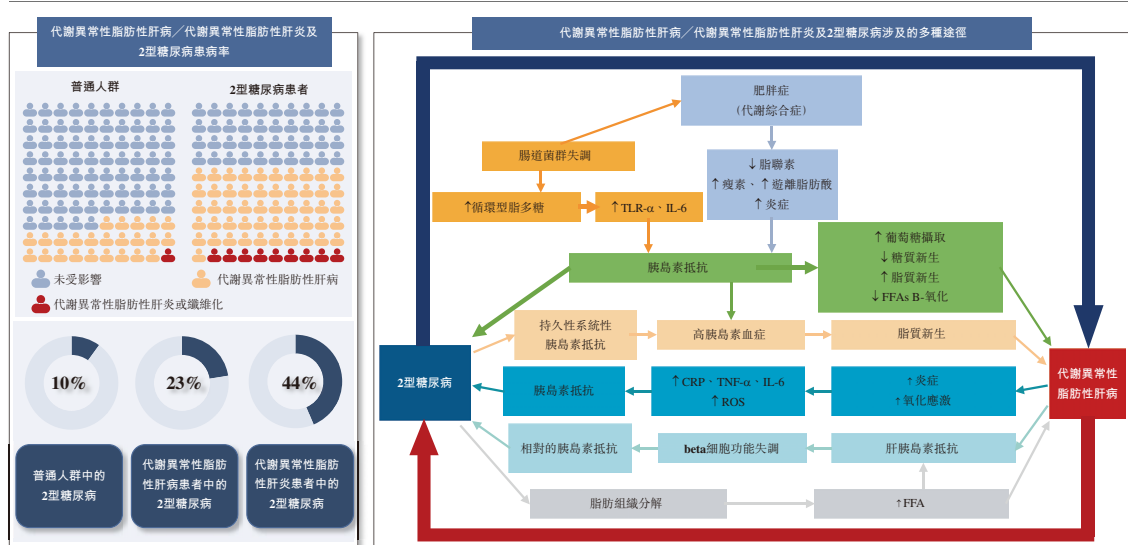 代謝異常性脂肪性肝病／代謝異常性脂肪性肝炎及
2型糖尿病患病率
普通人群
2型糖尿病患者
未受影響
代謝異常性脂肪性肝病
代謝異常性脂肪性肝炎或纖維化
10%
23%
44%
普通人群中的
2型糖尿病
代謝異常性脂肪
性肝病患者中的
2型糖尿病
代謝異常性脂肪
性肝炎患者中的
2型糖尿病
代謝異常性脂肪性肝病／代謝異常性脂肪性肝炎及2型糖尿病涉及的多種途徑
肥胖症
(代謝綜合症)
腸道菌群失調
↓脂聯素
↑瘦素、↑遊離脂肪酸
↑炎症
↑循環型脂多糖
↑TLR-α、IL-6
胰島素抵抗
↑葡萄糖攝取
↓糖質新生
↑脂質新生
↓FFAs B-氧化
持久性系統性
胰島素抵抗
高胰島素血症
脂質新生
2型糖尿病
胰島素抵抗
↑CRP、TNF-α、IL-6
↑ROS
↑炎症
↑氧化應激
代謝異常性
脂肪性肝病
相對的胰島素抵抗
beta細胞功能失調
肝胰島素抵抗
脂肪組織分解
↑FFA